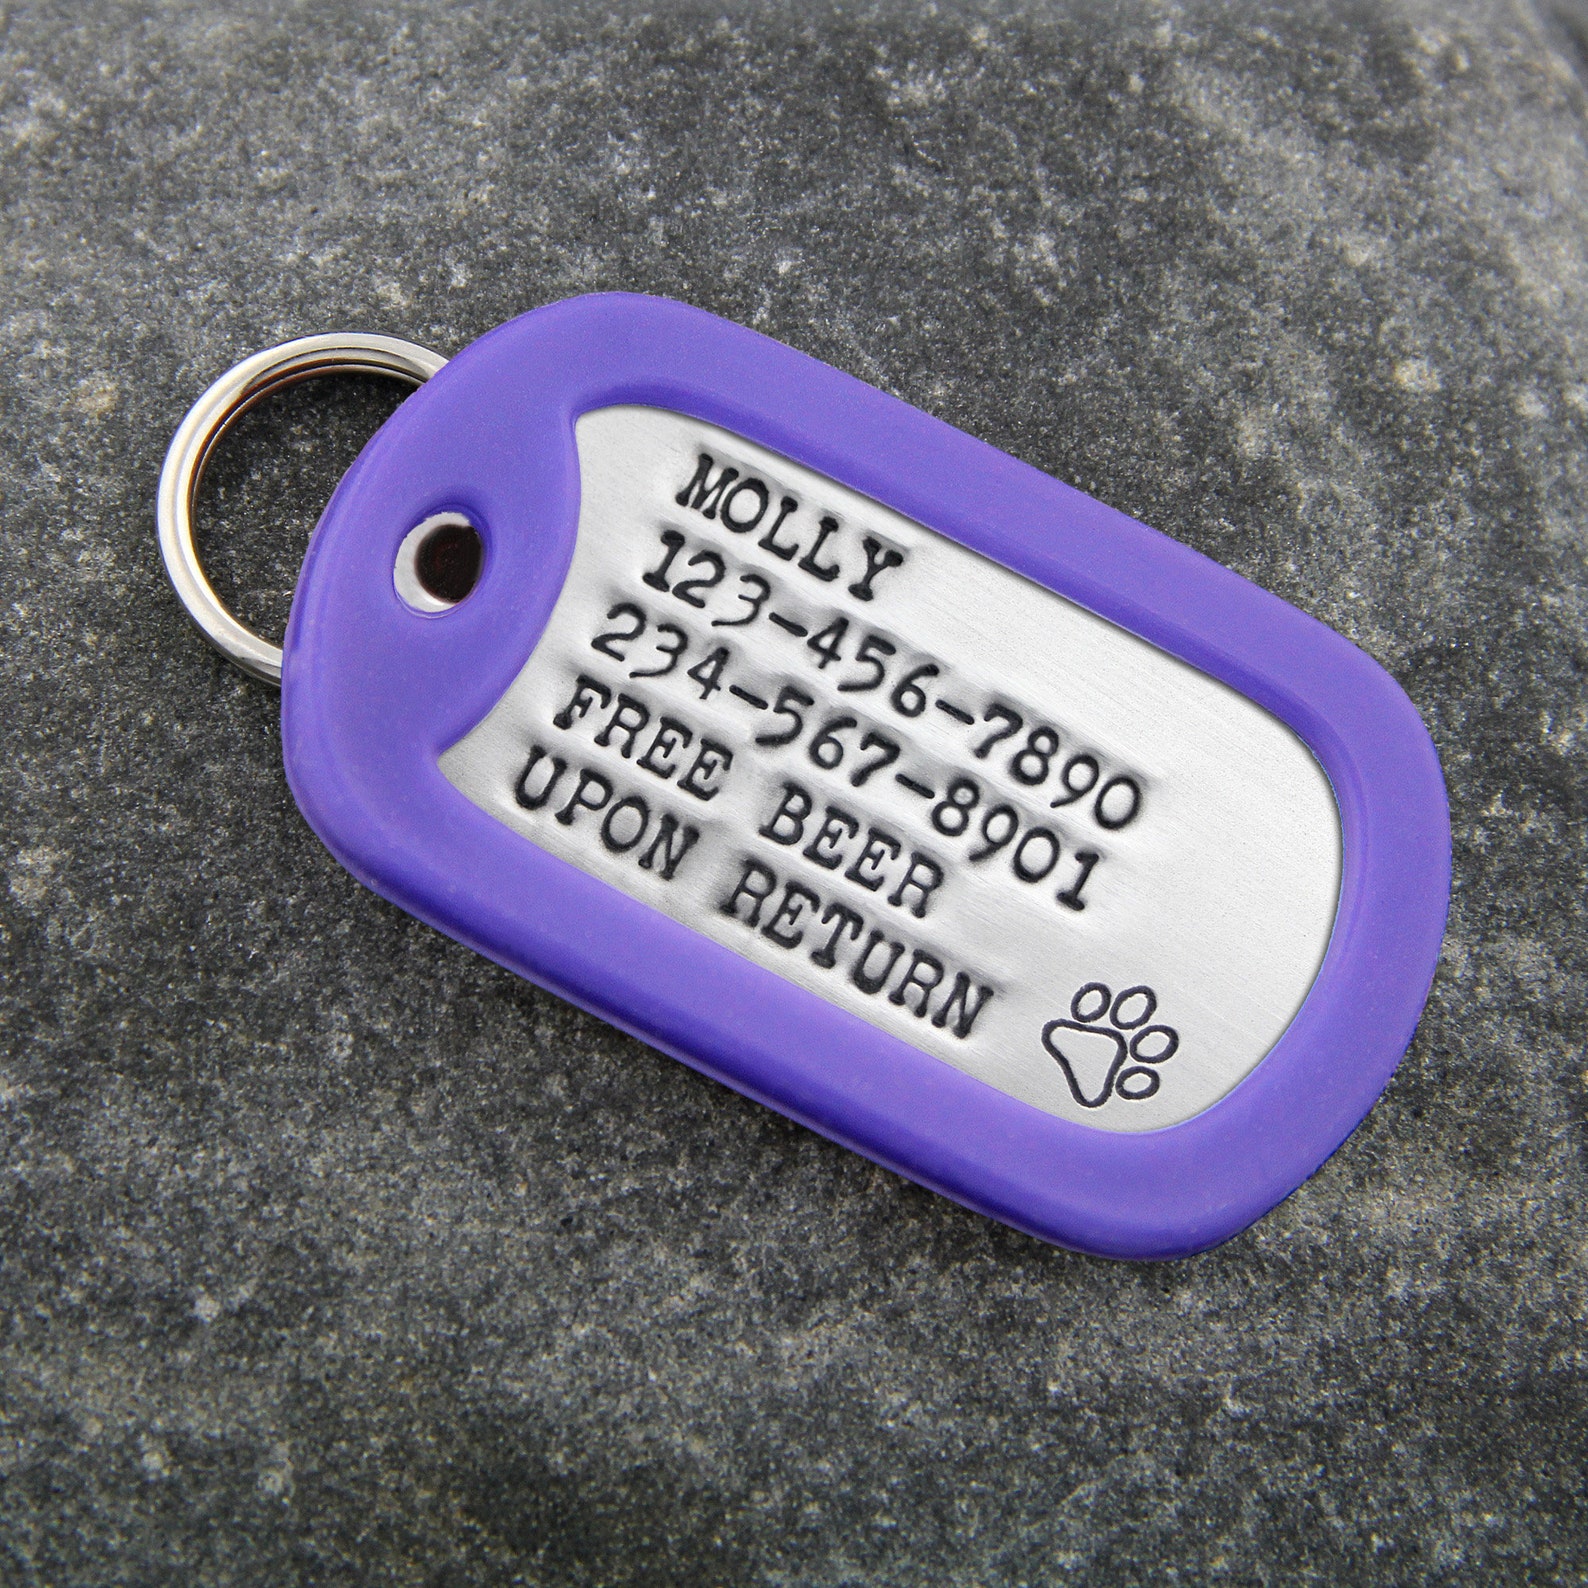 MOLLY
123-456-7890
234-567-8901
FREE BEER
UPON RETURN